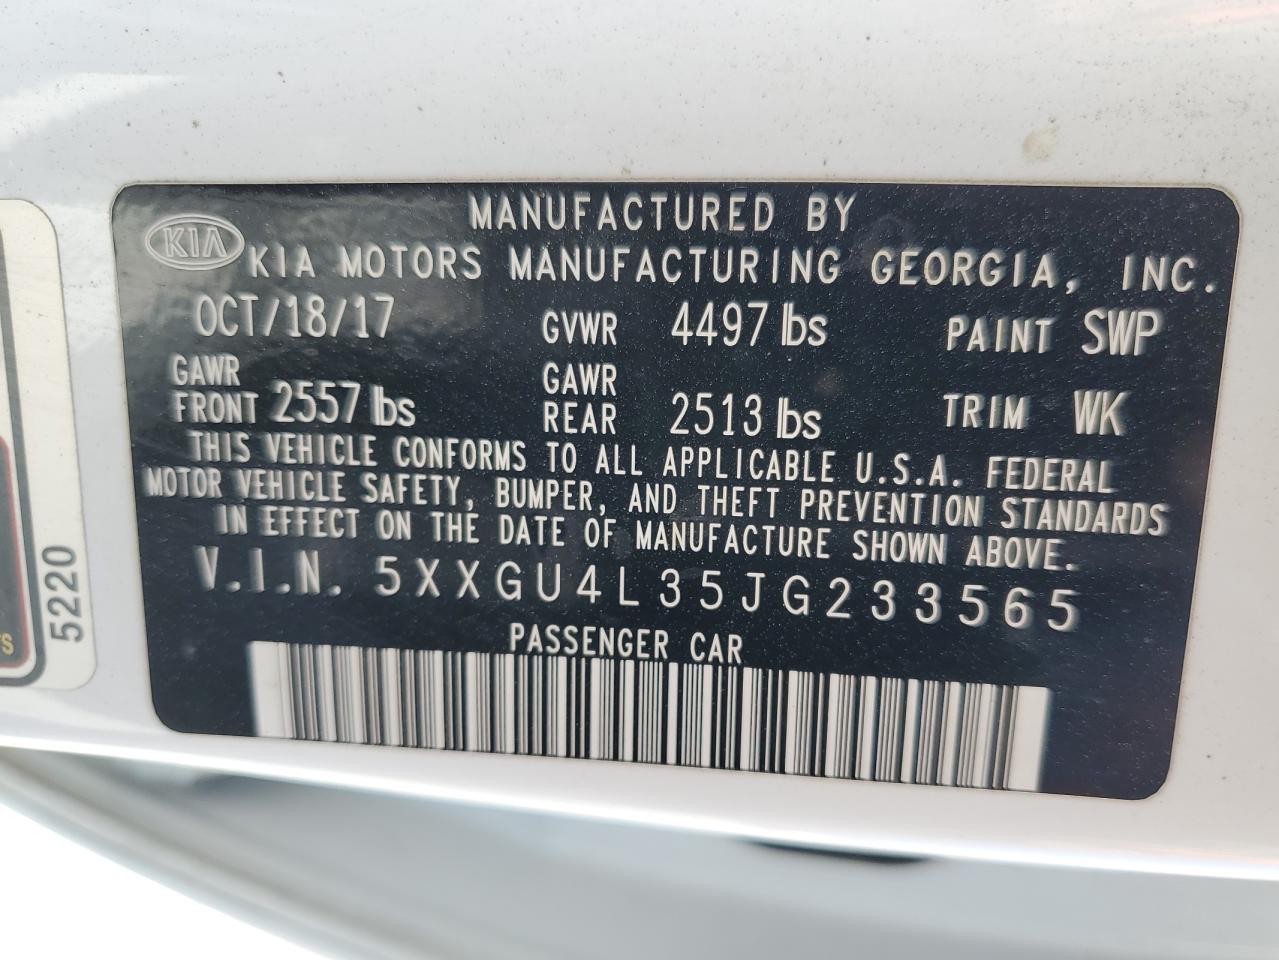 MANUFACTURED BY
KIA KIA MOTORS MANUFACTURING GEORGIA, INC.
OCT/18/17 GVWR 4497 lbs PAINT SWP
GAWR FRONT 2557 lbs GAWR REAR 2513 lbs TRIM WK
THIS VEHICLE CONFORMS TO ALL APPLICABLE U.S.A. FEDERAL
MOTOR VEHICLE SAFETY, BUMPER, AND THEFT PREVENTION STANDARDS
IN EFFECT ON THE DATE OF MANUFACTURE SHOWN ABOVE.
V.I.N. 5XXGU4L35JG233565
PASSENGER CAR
5220